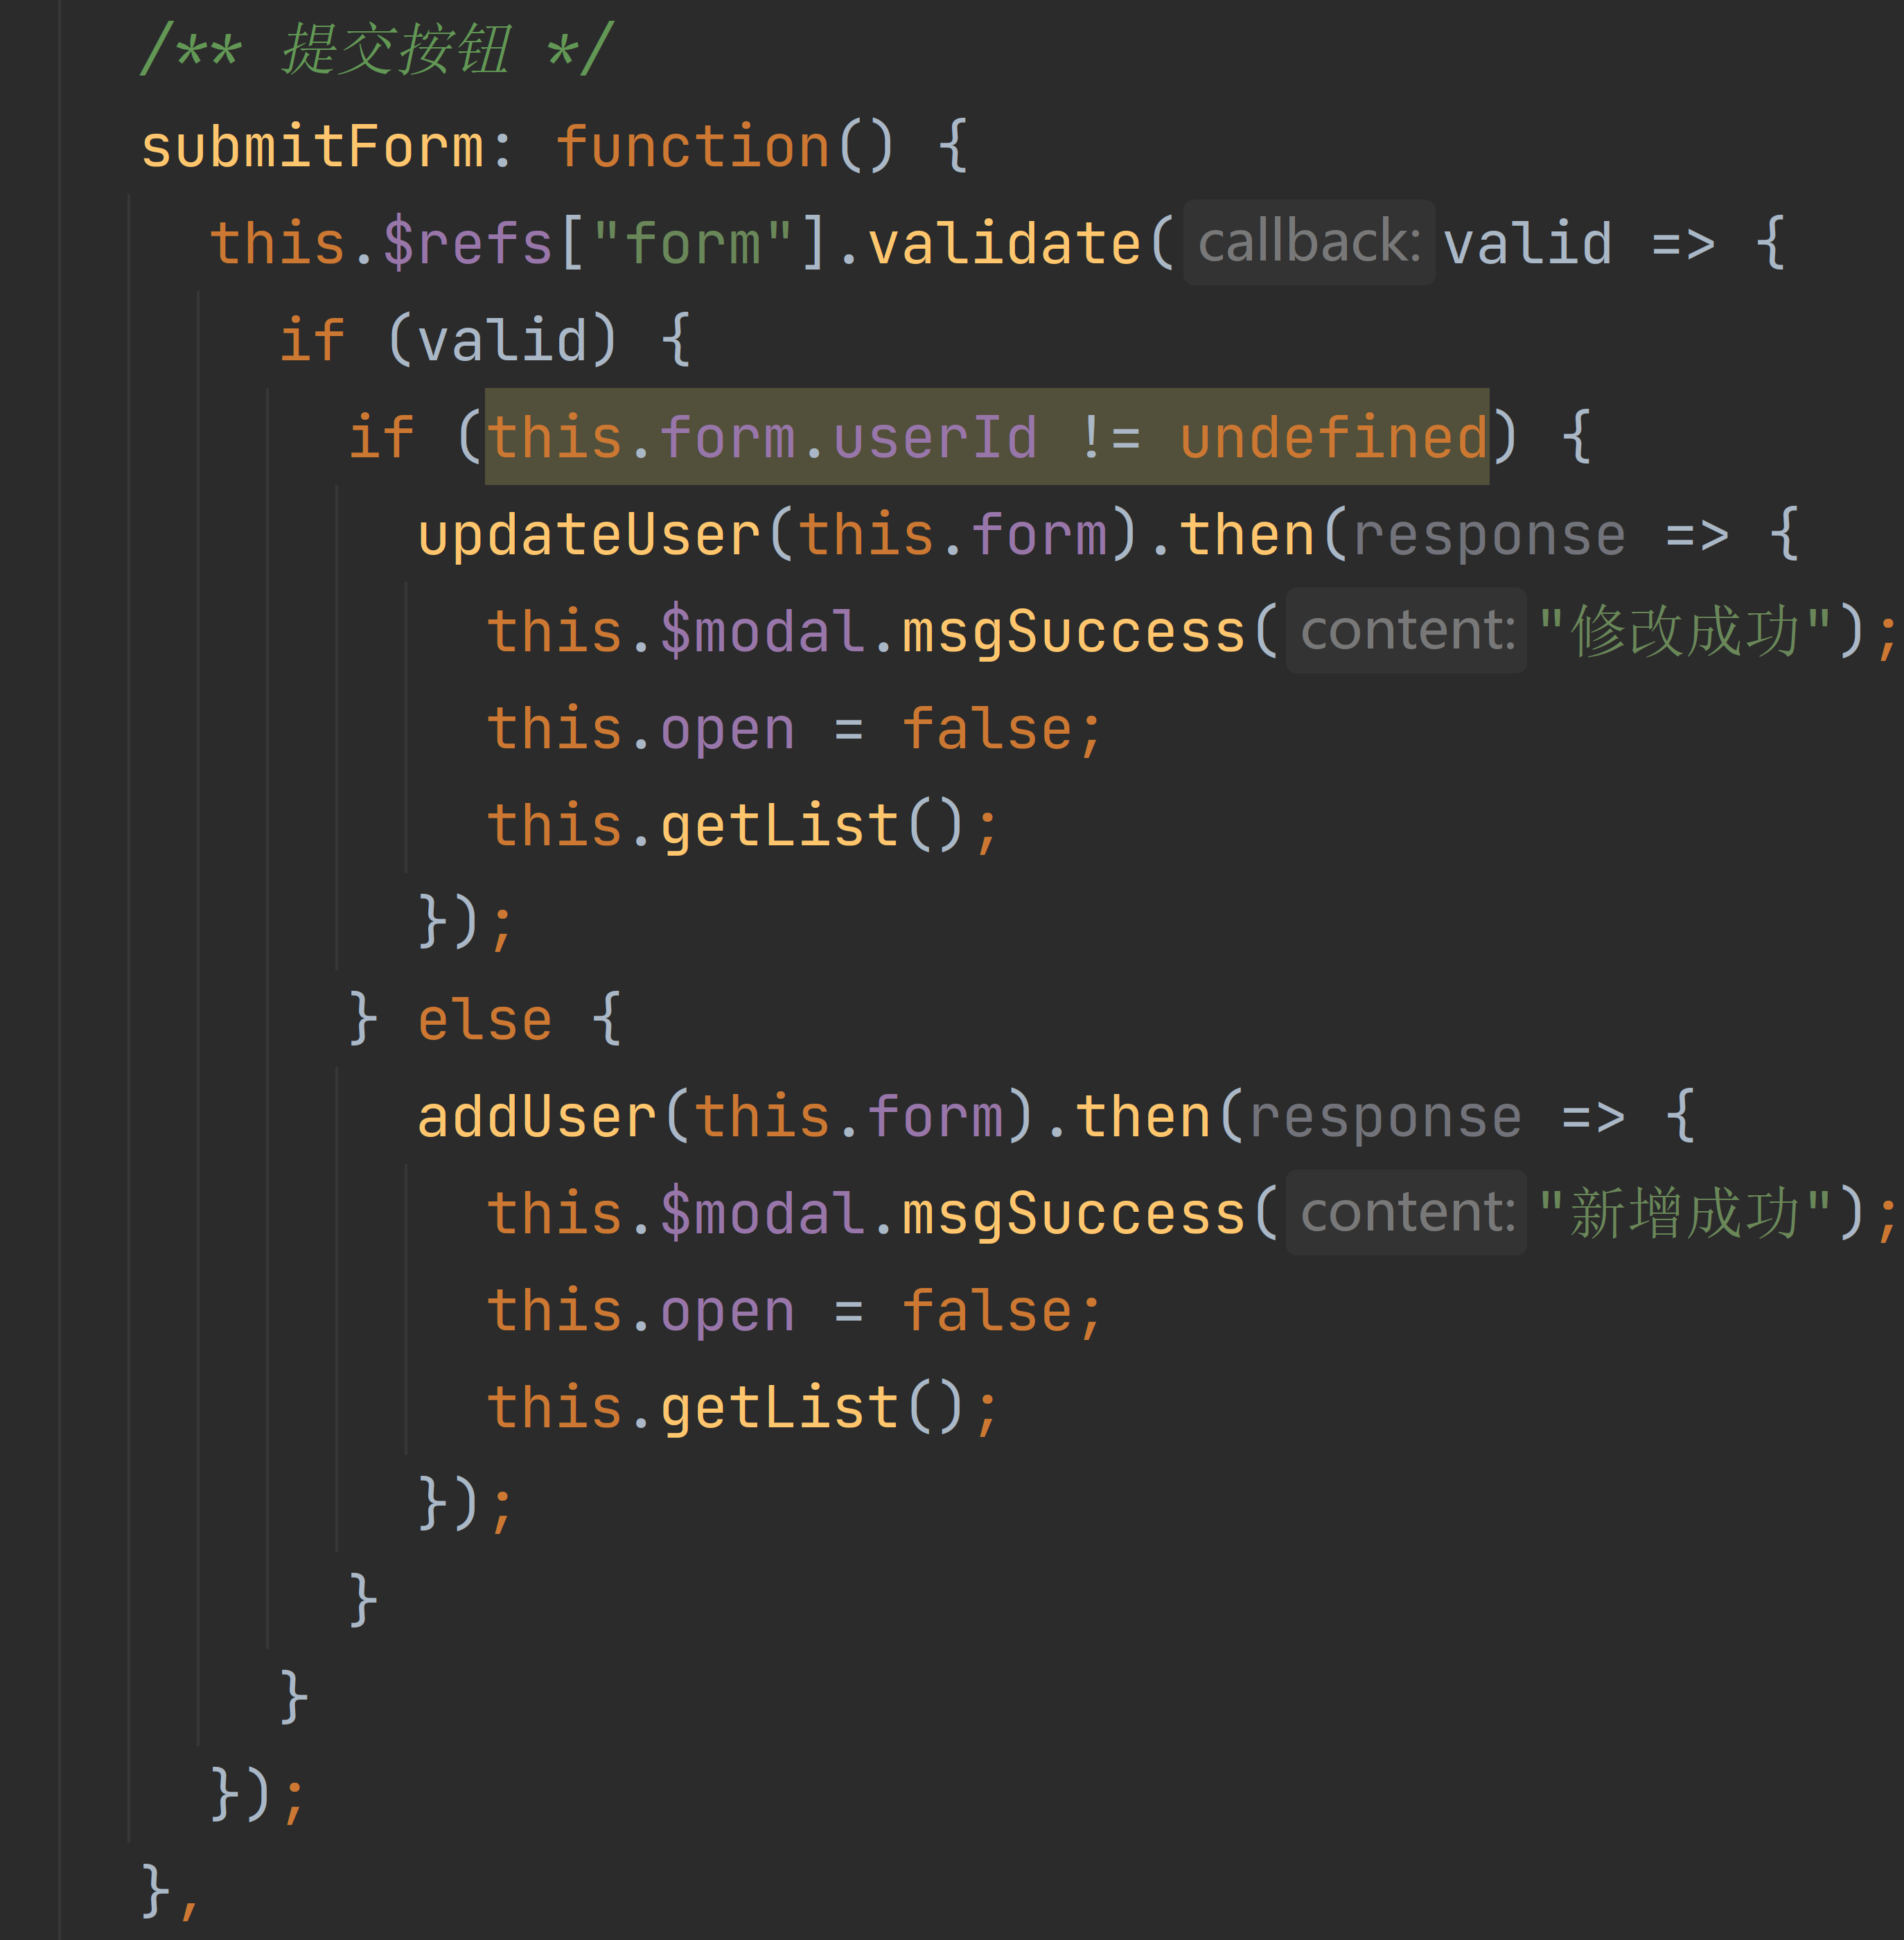 /** 提交按钮 */
submitForm: function() {
this.$refs["form"].validate( callback: valid => {
if (valid) {
if (this.form.userId != undefined) {
updateUser(this.form).then(response => {
this.$modal.msgSuccess( content: "修改成功");
this.open = false;
this.getList();
});
} else {
addUser(this.form).then(response => {
this.$modal.msgSuccess( content: "新增成功");
this.open = false;
this.getList();
});
}
}
});
},